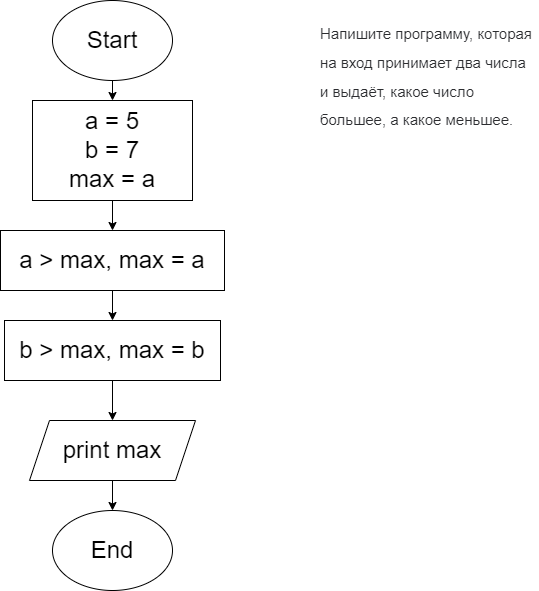 Start
a = 5
b = 7
max = a
a > max, max = a
b > max, max = b
print max
End
Напишите программу, которая
на вход принимает два числа
и выдаёт, какое число
большее, а какое меньшее.